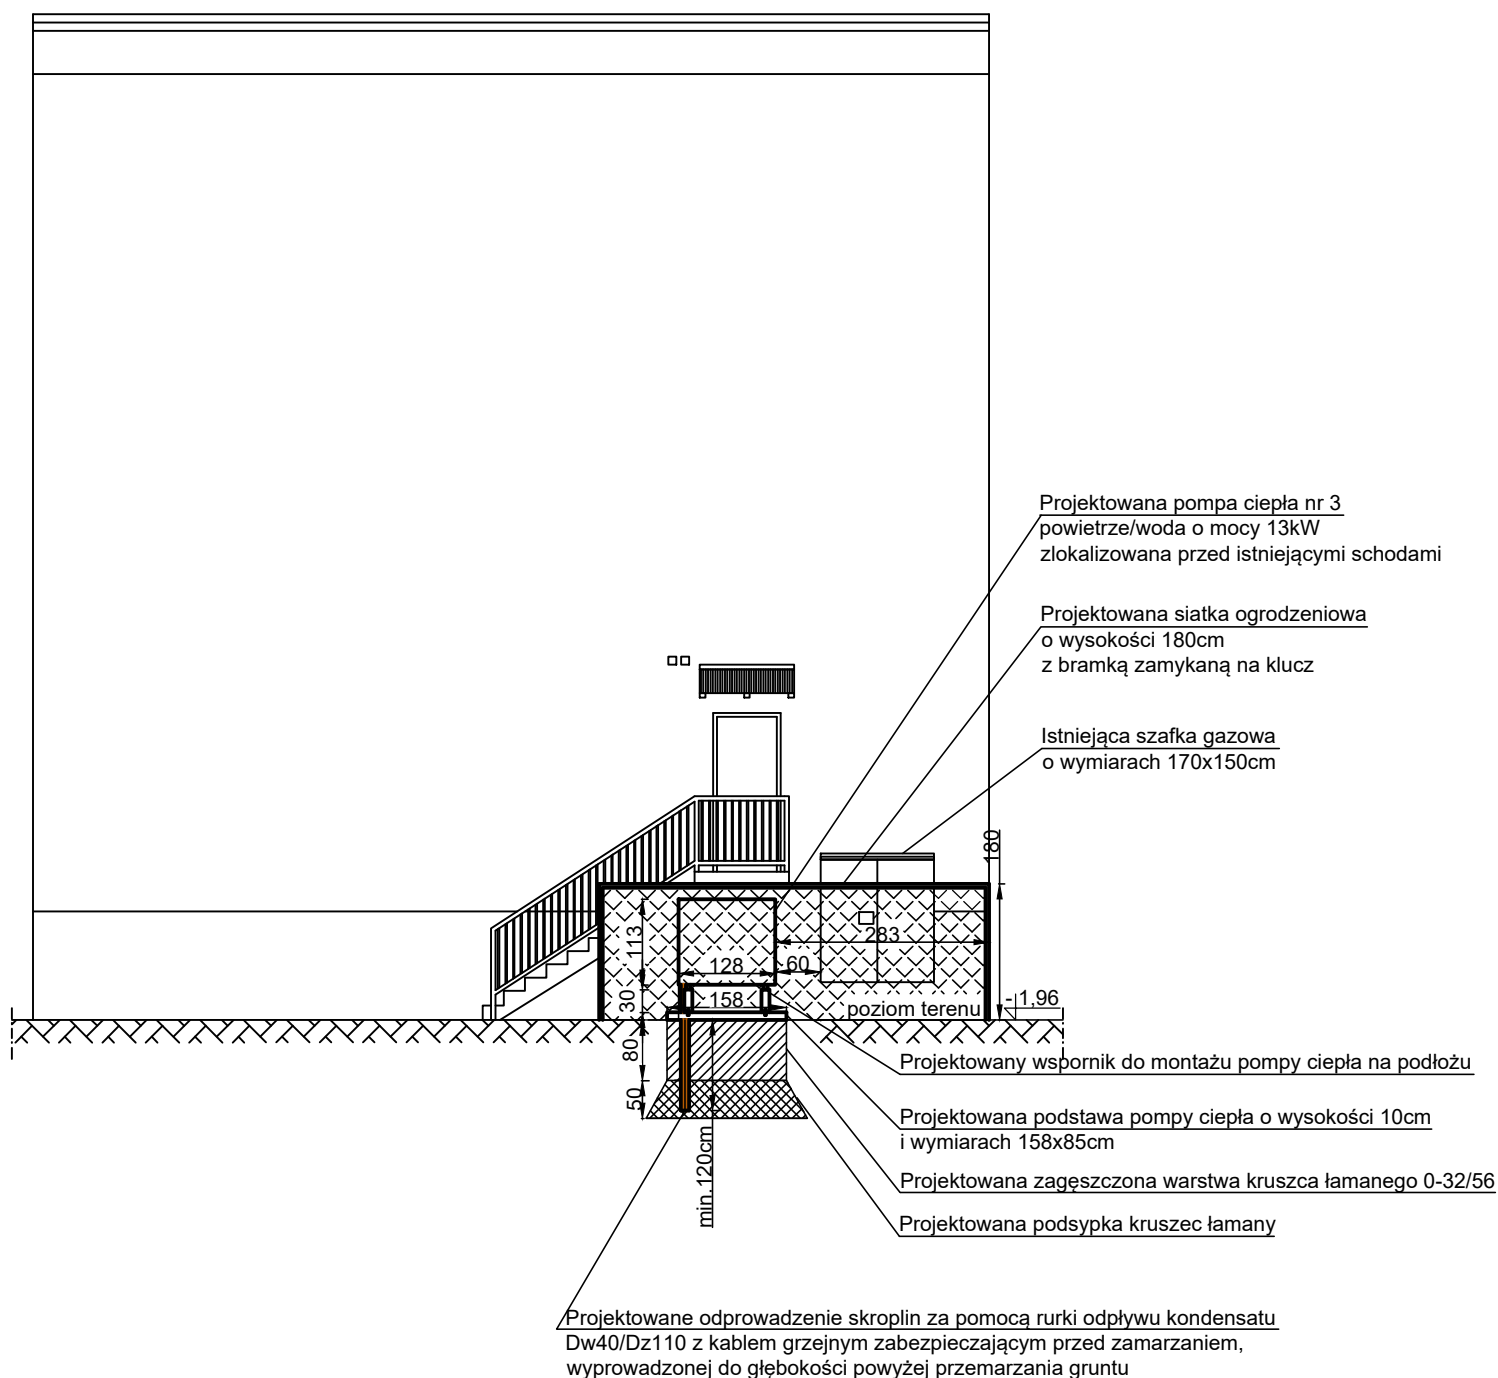 Projektowana pompa ciepła nr 3
powietrze/woda o mocy 13kW
zlokalizowana przed istniejącymi schodami
Projektowana siatka ogrodzeniowa
o wysokości 180cm
z bramką zamykaną na klucz
Istniejąca szafka gazowa
o wymiarach 170x150cm
180
113
283
128
60
30
158
poziom terenu
-1,96
80
50
min.120cm
Projektowany wspornik do montażu pompy ciepła na podłożu
Projektowana podstawa pompy ciepła o wysokości 10cm
i wymiarach 158x85cm
Projektowana zagęszczona warstwa kruszca łamanego 0-32/56
Projektowana podsypka kruszec łamany
Projektowane odprowadzenie skroplin za pomocą rurki odpływu kondensatu
Dw40/Dz110 z kablem grzejnym zabezpieczającym przed zamarzaniem,
wyprowadzonej do głębokości powyżej przemarzania gruntu